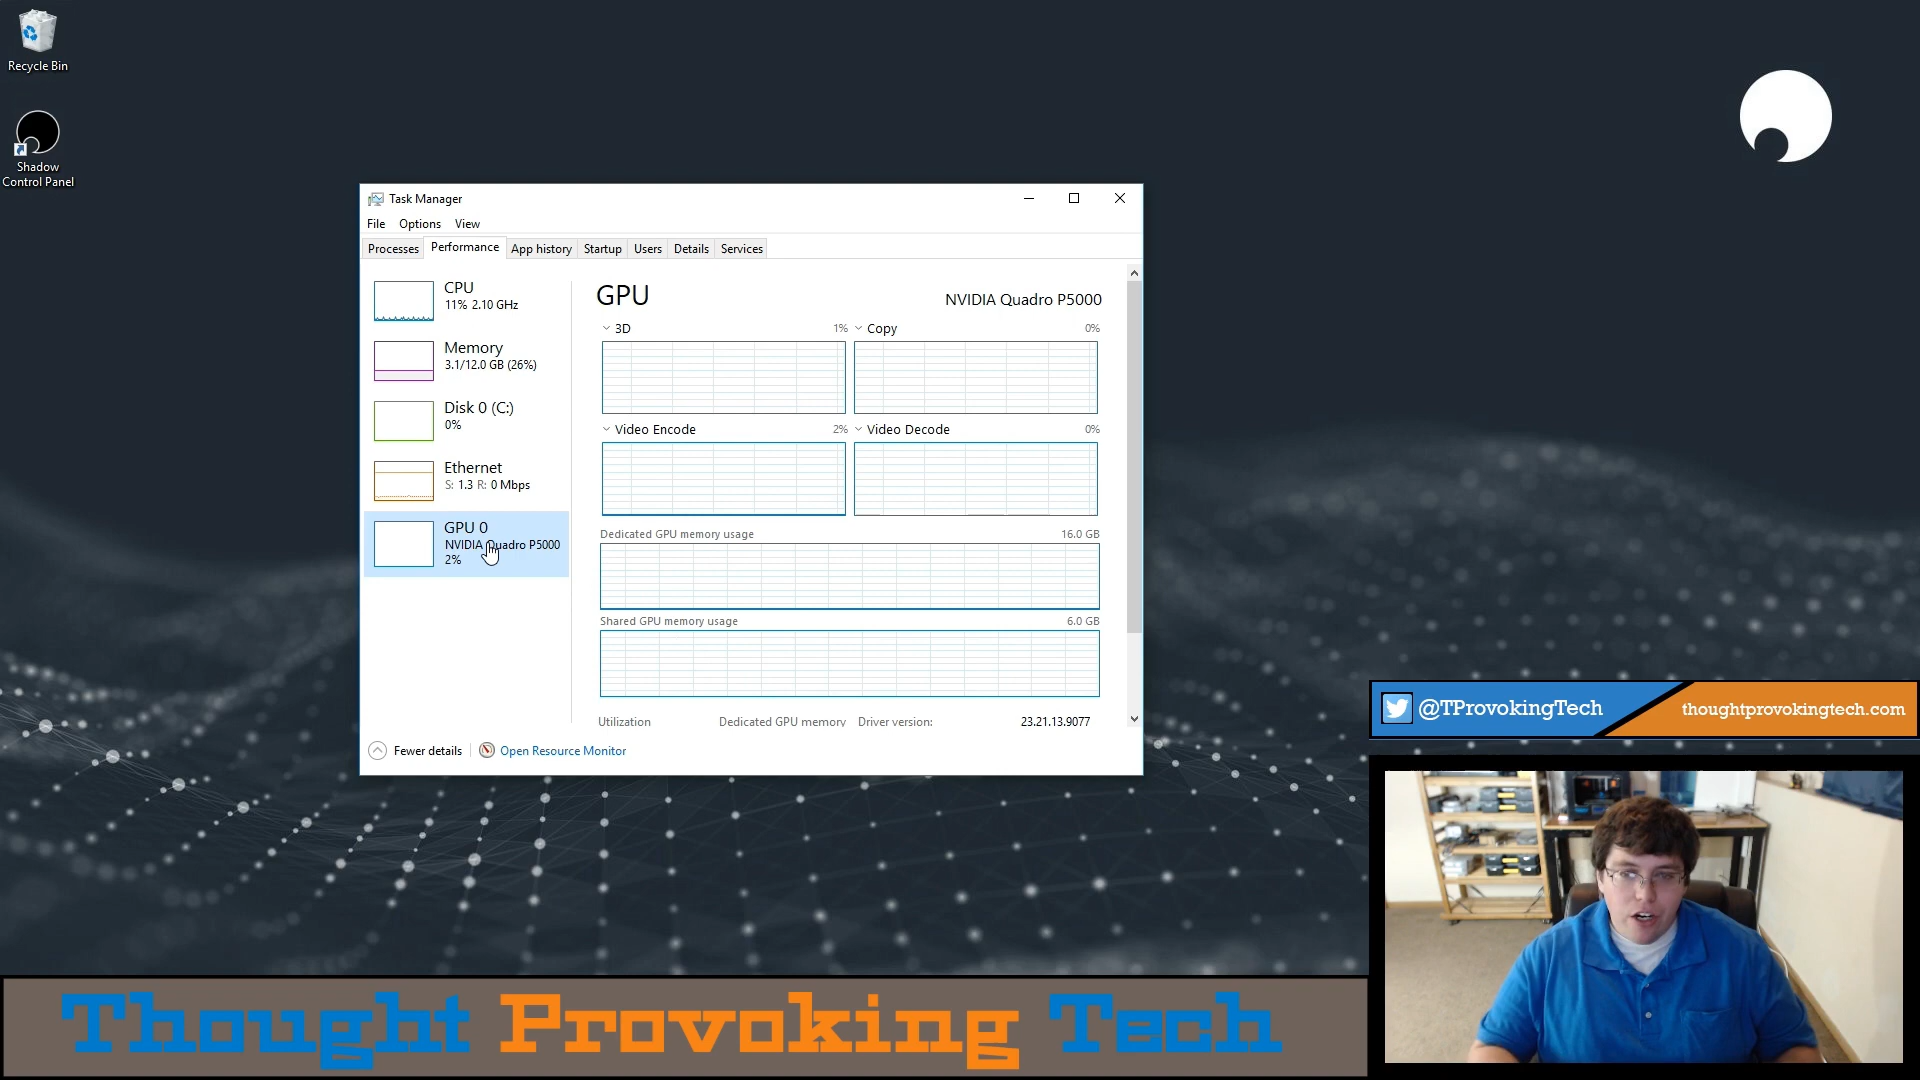 Recycle Bin
Shadow
Control Panel
Task Manager
File Options View
Processes Performance App history Startup Users Details Services
CPU
11% 2.10 GHz
Memory
3.1/12.0 GB (26%)
Disk 0 (C:)
0%
Ethernet
S: 1.3 R: 0 Mbps
GPU 0
NVIDIA Quadro P5000
2%
GPU NVIDIA Quadro P5000
3D 1% Copy 0%
Video Encode 2% Video Decode 0%
Dedicated GPU memory usage 16.0 GB
Shared GPU memory usage 6.0 GB
Utilization Dedicated GPU memory Driver version: 23.21.13.9077
Fewer details Open Resource Monitor
@TProvokingTech thoughtprovokingtech.com
Thought Provoking Tech